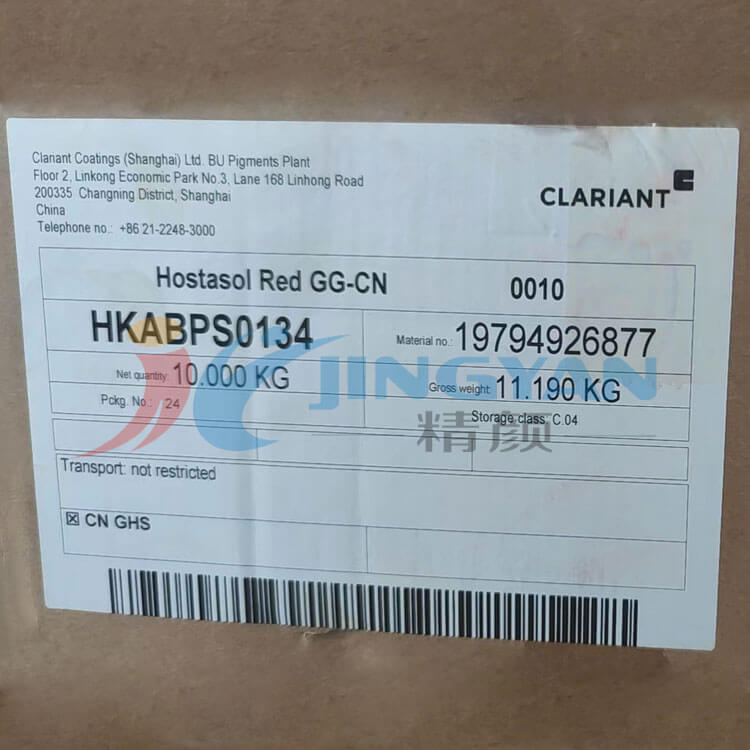 Clariant Coatings (Shanghai) Ltd. BU Pigments Plant
Floor 2, Linkong Economic Park No.3, Lane 168 Linhong Road
200335 Changning District, Shanghai
China
Telephone no.: +86 21-2248-3000
CLARIANT
Hostasol Red GG-CN 0010
HKABPS0134
Material no.: 19794926877
Net quantity: 10.000 KG
Gross weight: 11.190 KG
Pckg. No.: 24
Storage class: C.04
JINGYAN
精颜
Transport: not restricted
CN GHS